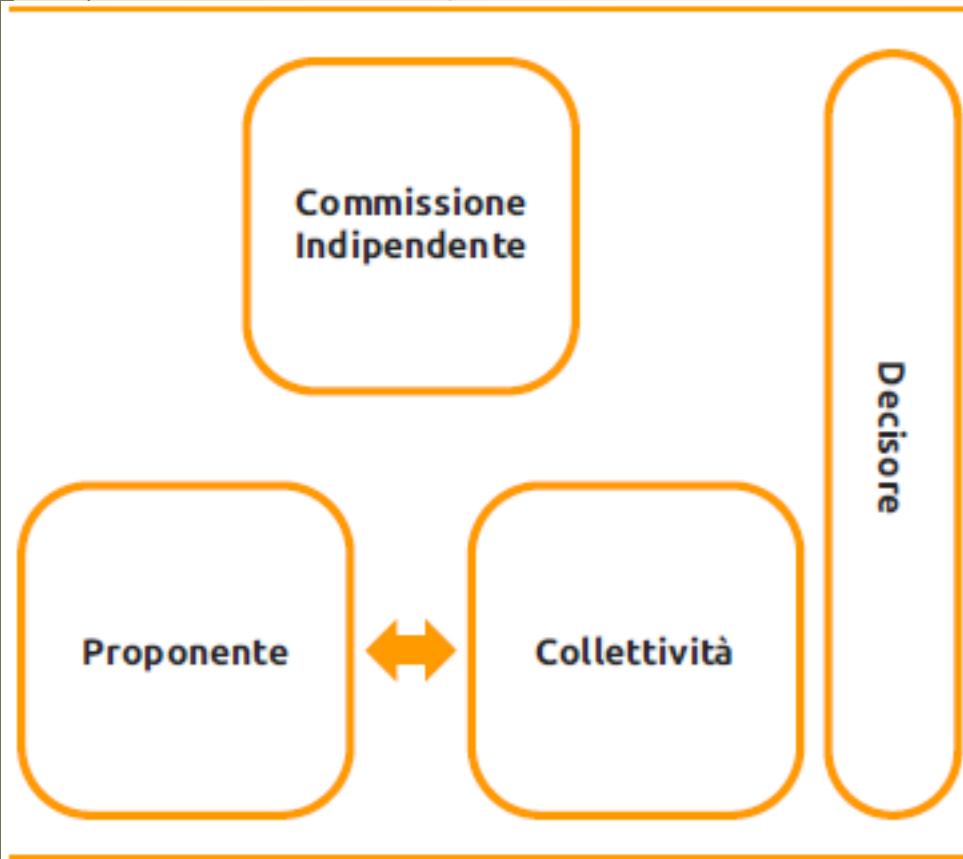 Commissione
Indipendente
Decisore
Proponente
Collettività